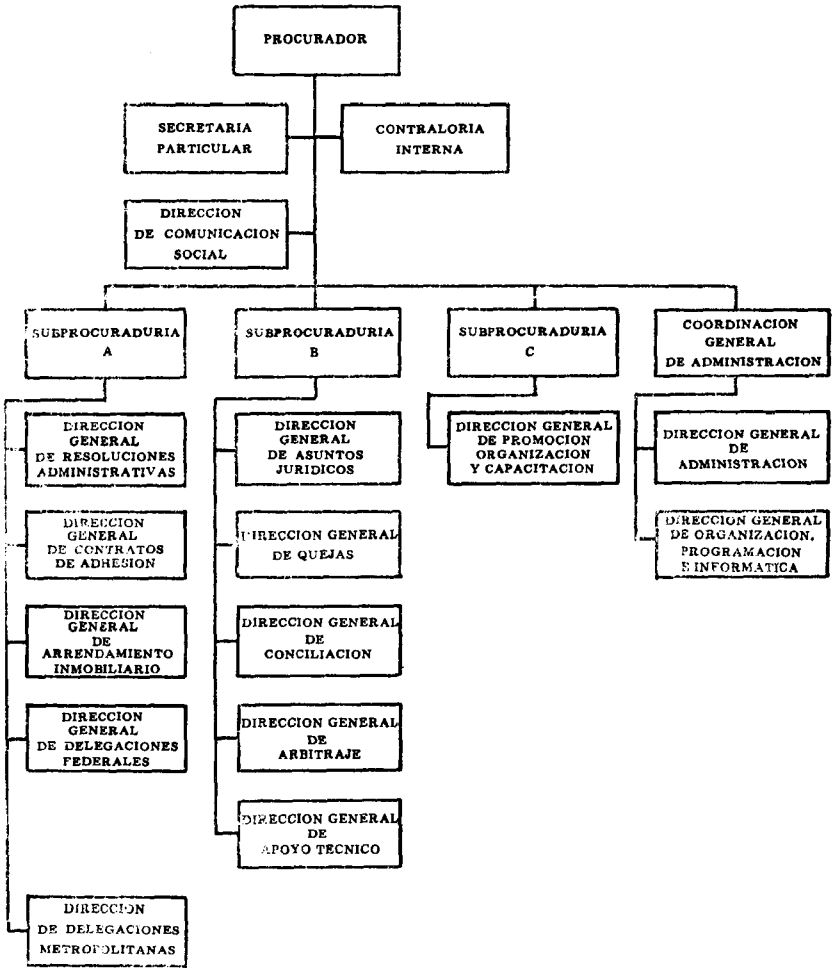 PROCURADOR
SECRETARIA
PARTICULAR
CONTRALORIA
INTERNA
DIRECCION
DE COMUNICACION
SOCIAL
SUBPROCURADURIA
A
SUBPROCURADURIA
B
SUBPROCURADURIA
C
COORDINACION
GENERAL
DE ADMINISTRACION
DIRECCION
GENERAL
DE RESOLUCIONES
ADMINISTRATIVAS
DIRECCION
GENERAL
DE CONTRATOS
DE ADHESION
DIRECCION
GENERAL
DE
ARRENDAMIENTO
INMOBILIARIO
DIRECCION
GENERAL
DE DELEGACIONES
FEDERALES
DIRECCION
DE DELEGACIONES
METROPOLITANAS
DIRECCION
GENERAL
DE ASUNTOS
JURIDICOS
DIRECCION GENERAL
DE QUEJAS
DIRECCION GENERAL
DE
CONCILIACION
DIRECCION GENERAL
DE
ARBITRAJE
DIRECCION GENERAL
DE
APOYO TECNICO
DIRECCION GENERAL
DE PROMOCION
ORGANIZACION
Y CAPACITACION
DIRECCION GENERAL
DE
ADMINISTRACION
DIRECCION GENERAL
DE ORGANIZACION,
PROGRAMACION
E INFORMATICA